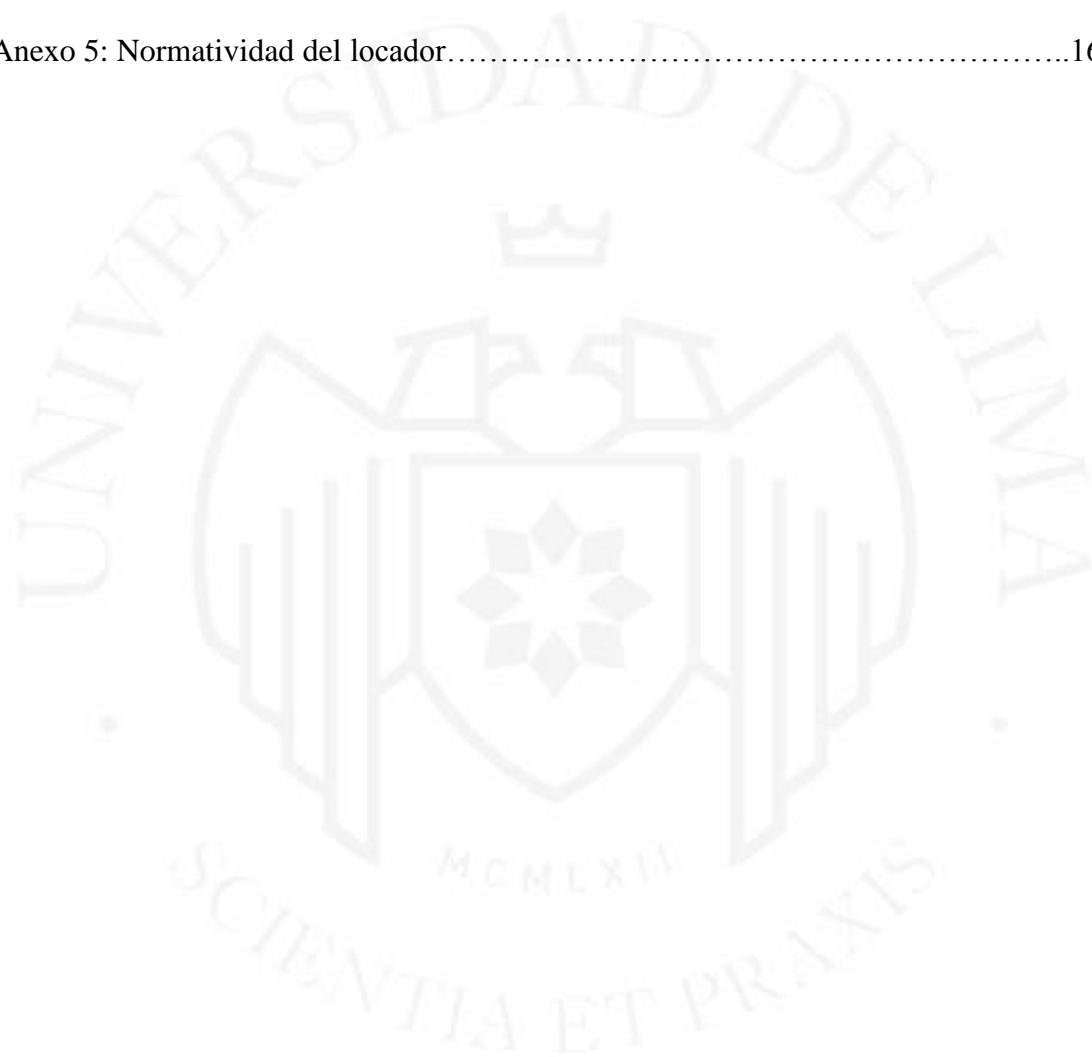 Anexo 5: Normatividad del locador……………………………………………………..16
UNIVERSIDAD DE LIMA
MCMLXII
SCIENTIA ET PRAXIS